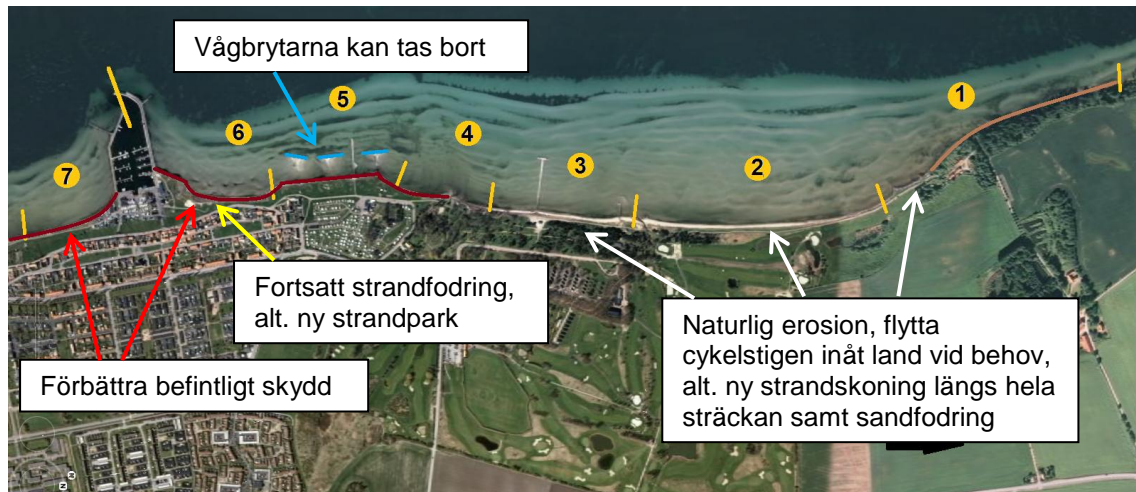 Vågbrytarna kan tas bort
1
5
6
4
3
2
7
Fortsatt strandfodring,
alt. ny strandpark
Förbättra befintligt skydd
Naturlig erosion, flytta
cykelstigen inåt land vid behov,
alt. ny strandskoning längs hela
sträckan samt sandfodring